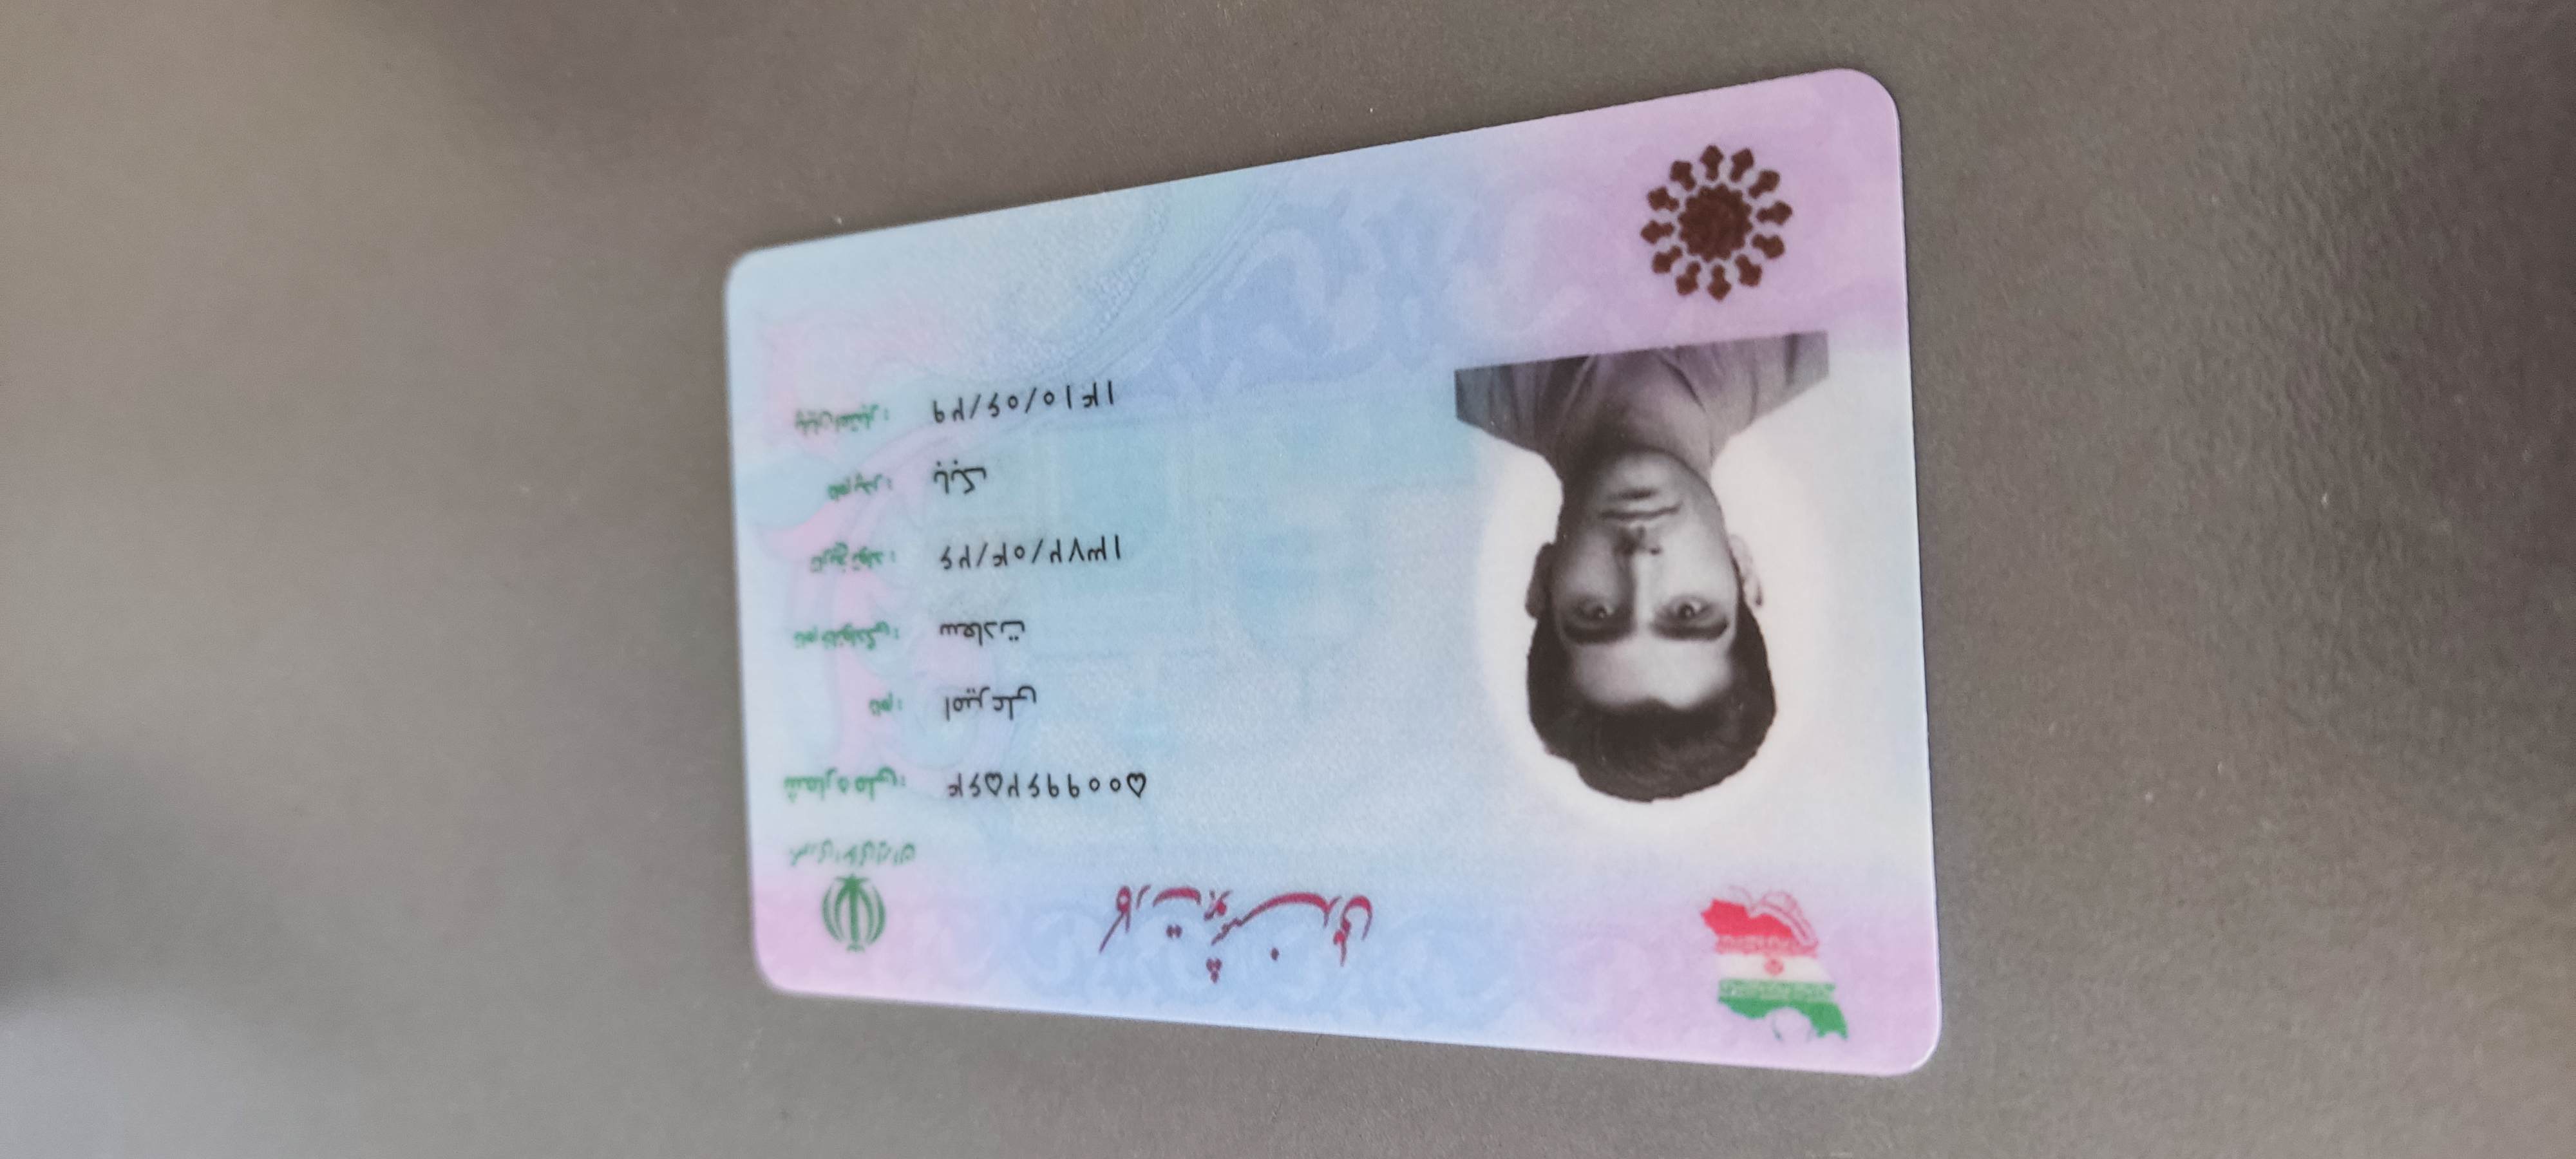 جمهوری اسلامی ایران
کارت هوشمند ملی
شماره ملی: ۵۰۰۹۹۶۲۵۶۴
نام: امیرعلی
نام خانوادگی: سعادت
تاریخ تولد: ۱۳۷۲/۰۴/۲۶
نام پدر: بابک
پایان اعتبار: ۱۴۱۰/۰۶/۲۹